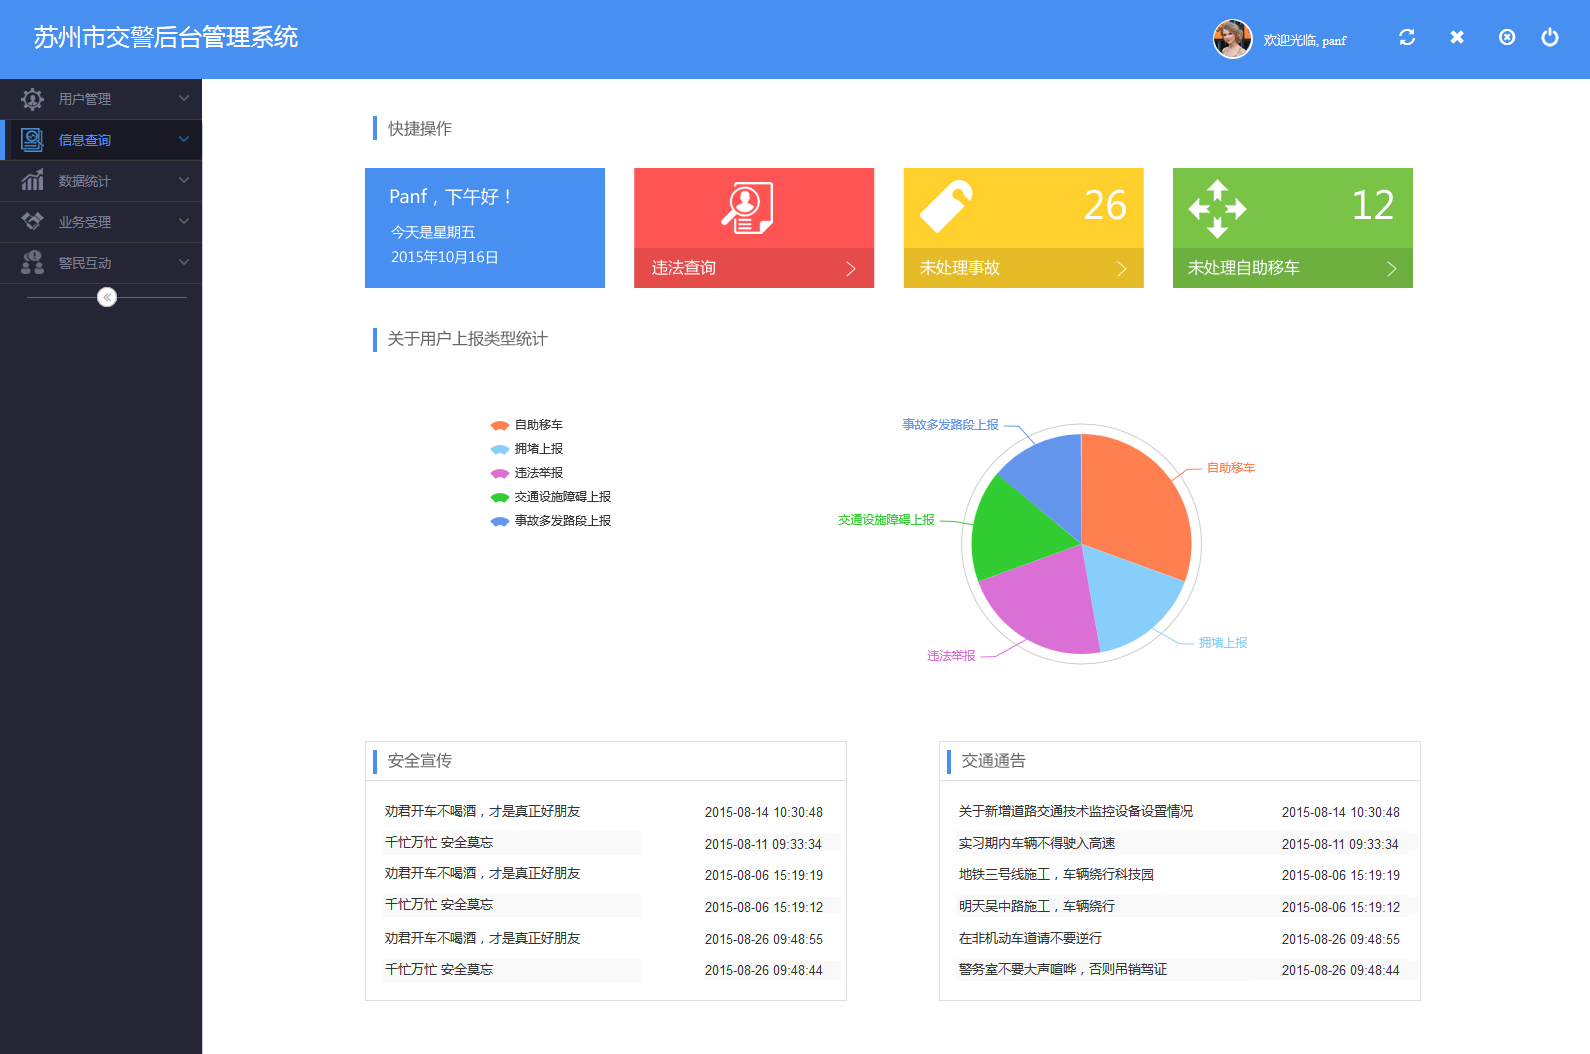 苏州市交警后台管理系统
欢迎光临, panf
用户管理
信息查询
数据统计
业务受理
警民互动
快捷操作
Panf，下午好！
今天是星期五
2015年10月16日
违法查询
26
未处理事故
12
未处理自助移车
关于用户上报类型统计
自助移车
拥堵上报
违法举报
交通设施障碍上报
事故多发路段上报
事故多发路段上报
自助移车
交通设施障碍上报
拥堵上报
违法举报
安全宣传
劝君开车不喝酒，才是真正好朋友 2015-08-14 10:30:48
千忙万忙 安全莫忘 2015-08-11 09:33:34
劝君开车不喝酒，才是真正好朋友 2015-08-06 15:19:19
千忙万忙 安全莫忘 2015-08-06 15:19:12
劝君开车不喝酒，才是真正好朋友 2015-08-26 09:48:55
千忙万忙 安全莫忘 2015-08-26 09:48:44
交通通告
关于新增道路交通技术监控设备设置情况 2015-08-14 10:30:48
实习期内车辆不得驶入高速 2015-08-11 09:33:34
地铁三号线施工，车辆绕行科技园 2015-08-06 15:19:19
明天吴中路施工，车辆绕行 2015-08-06 15:19:12
在非机动车道请不要逆行 2015-08-26 09:48:55
警务室不要大声喧哗，否则吊销驾证 2015-08-26 09:48:44